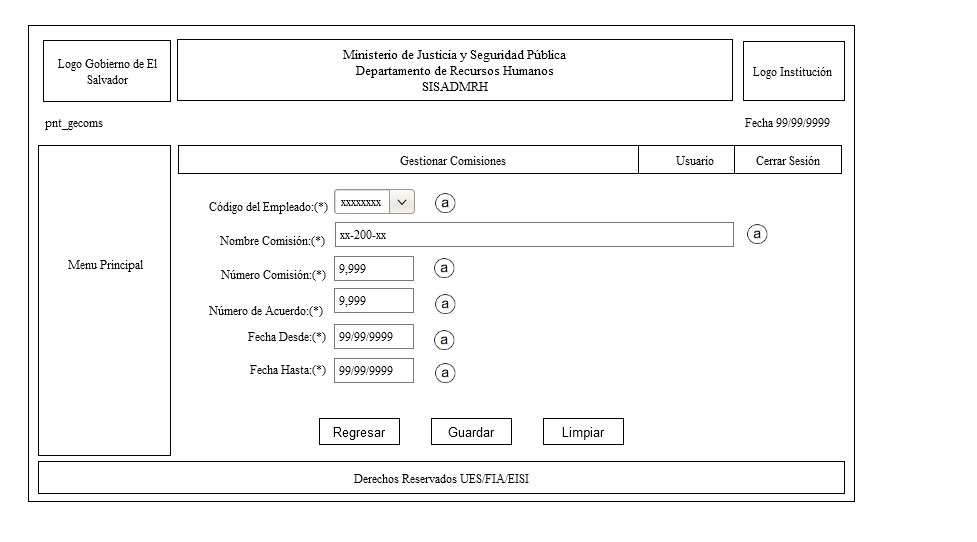 Logo Gobierno de El
Salvador
Ministerio de Justicia y Seguridad Pública
Departamento de Recursos Humanos
SISADMRH
Logo Institución
pnt_gecoms
Fecha 99/99/9999
Menu Principal
Gestionar Comisiones
Usuario
Cerrar Sesión
Código del Empleado:(*) xxxxxxxx a
Nombre Comisión:(*) xx-200-xx a
Número Comisión:(*) 9,999 a
Número de Acuerdo:(*) 9,999 a
Fecha Desde:(*) 99/99/9999 a
Fecha Hasta:(*) 99/99/9999 a
Regresar Guardar Limpiar
Derechos Reservados UES/FIA/EISI